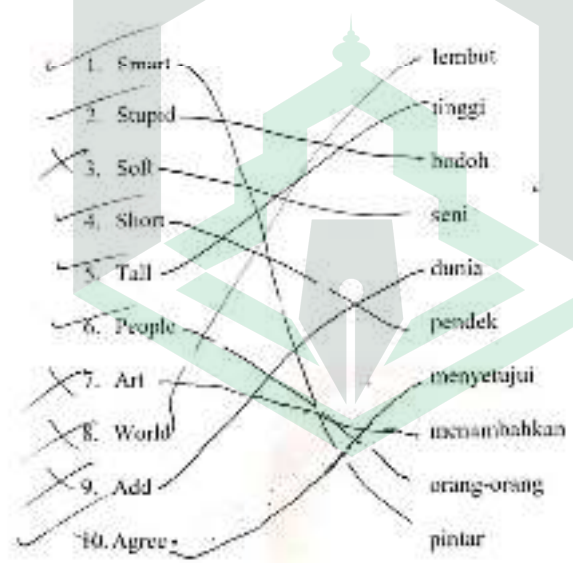 1. Smart
2. Stupid
3. Soft
4. Short
5. Tall
6. People
7. Art
8. World
9. Add
10. Agree
lembut
tinggi
bodoh
seni
dunia
pendek
menyetujui
menambahkan
orang-orang
pintar